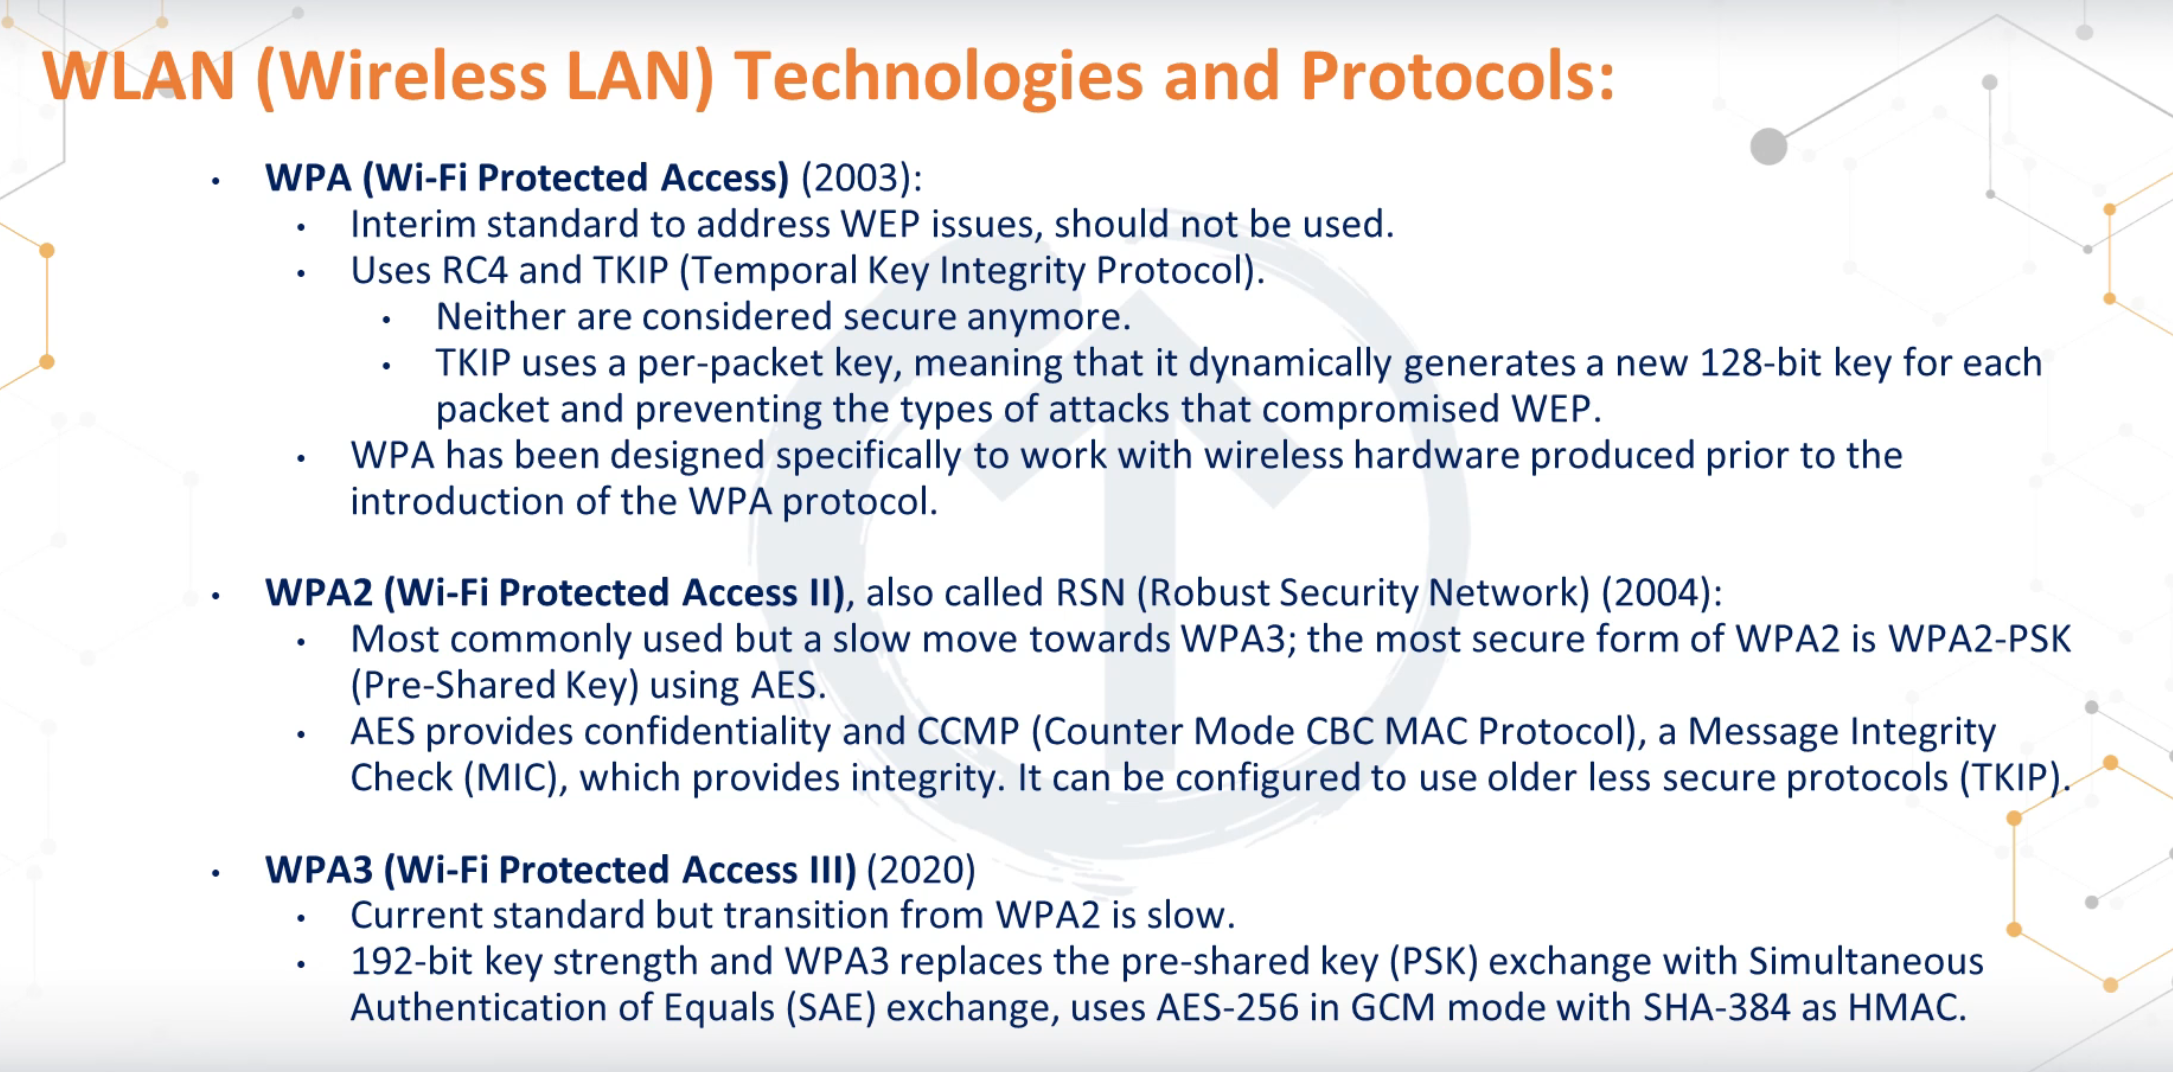 WLAN (Wireless LAN) Technologies and Protocols:
• WPA (Wi-Fi Protected Access) (2003):
• Interim standard to address WEP issues, should not be used.
• Uses RC4 and TKIP (Temporal Key Integrity Protocol).
• Neither are considered secure anymore.
• TKIP uses a per-packet key, meaning that it dynamically generates a new 128-bit key for each
packet and preventing the types of attacks that compromised WEP.
• WPA has been designed specifically to work with wireless hardware produced prior to the
introduction of the WPA protocol.
• WPA2 (Wi-Fi Protected Access II), also called RSN (Robust Security Network) (2004):
• Most commonly used but a slow move towards WPA3; the most secure form of WPA2 is WPA2-PSK
(Pre-Shared Key) using AES.
• AES provides confidentiality and CCMP (Counter Mode CBC MAC Protocol), a Message Integrity
Check (MIC), which provides integrity. It can be configured to use older less secure protocols (TKIP).
• WPA3 (Wi-Fi Protected Access III) (2020)
• Current standard but transition from WPA2 is slow.
• 192-bit key strength and WPA3 replaces the pre-shared key (PSK) exchange with Simultaneous
Authentication of Equals (SAE) exchange, uses AES-256 in GCM mode with SHA-384 as HMAC.